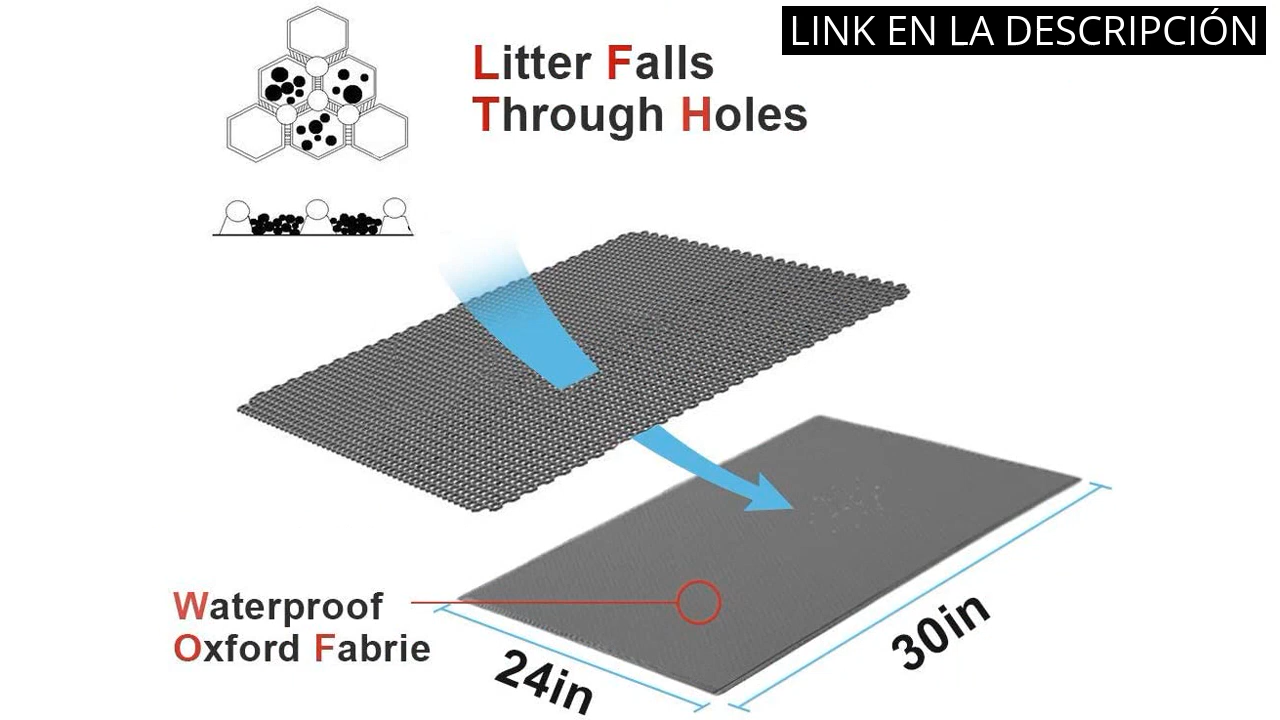 LINK EN LA DESCRIPCIÓN
Litter Falls
Through Holes
Waterproof
Oxford Fabrie
24in
30in